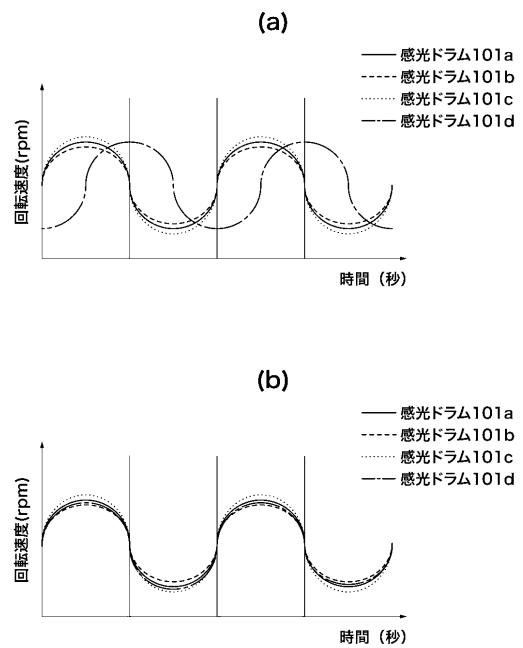 (a)
感光ドラム101a
感光ドラム101b
感光ドラム101c
感光ドラム101d
回転速度(rpm)
時間（秒）
(b)
感光ドラム101a
感光ドラム101b
感光ドラム101c
感光ドラム101d
回転速度(rpm)
時間（秒）